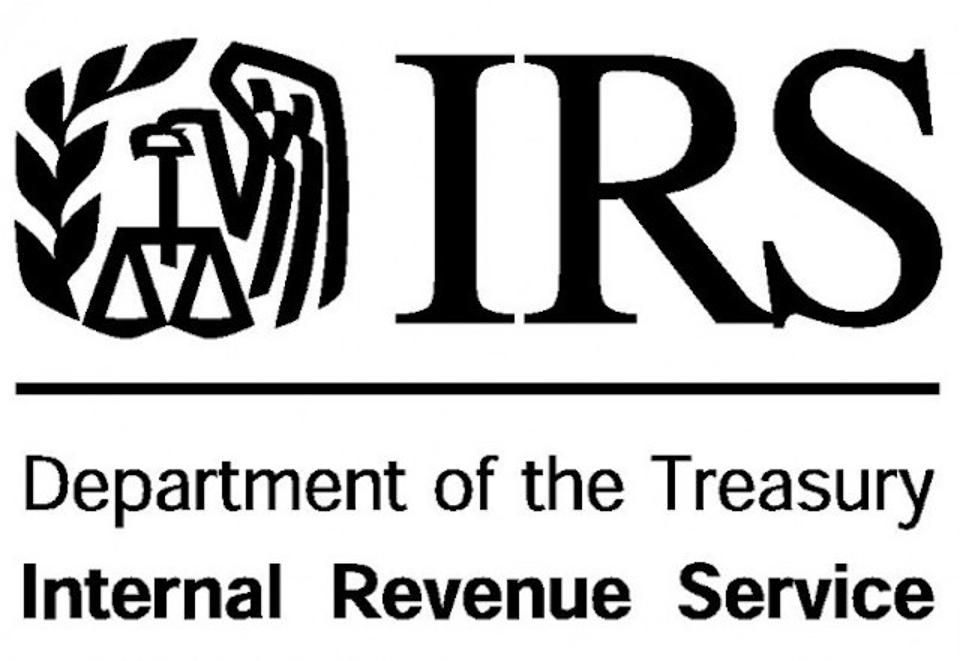 IRS
Department of the Treasury
Internal Revenue Service